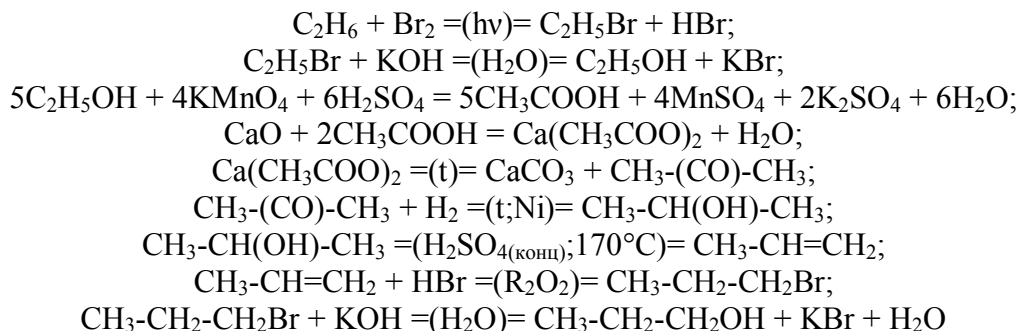 C₂H₆ + Br₂ =(hν)= C₂H₅Br + HBr;
C₂H₅Br + KOH =(H₂O)= C₂H₅OH + KBr;
5C₂H₅OH + 4KMnO₄ + 6H₂SO₄ = 5CH₃COOH + 4MnSO₄ + 2K₂SO₄ + 6H₂O;
CaO + 2CH₃COOH = Ca(CH₃COO)₂ + H₂O;
Ca(CH₃COO)₂ =(t)= CaCO₃ + CH₃-(CO)-CH₃;
CH₃-(CO)-CH₃ + H₂ =(t;Ni)= CH₃-CH(OH)-CH₃;
CH₃-CH(OH)-CH₃ =(H₂SO₄(конц);170°C)= CH₃-CH=CH₂;
CH₃-CH=CH₂ + HBr =(R₂O₂)= CH₃-CH₂-CH₂Br;
CH₃-CH₂-CH₂Br + KOH =(H₂O)= CH₃-CH₂-CH₂OH + KBr + H₂O